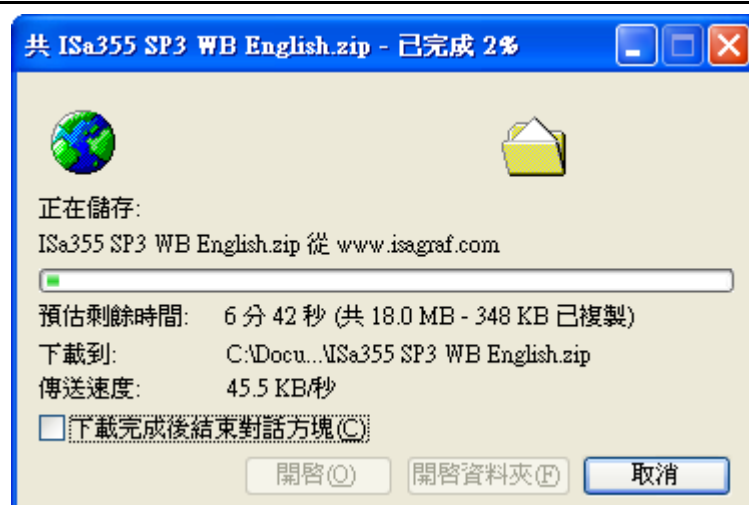 共 ISa355 SP3 WB English.zip - 已完成 2%
正在儲存:
ISa355 SP3 WB English.zip 從 www.isagraf.com
預估剩餘時間: 6 分 42 秒 (共 18.0 MB - 348 KB 已複製)
下載到: C:\Docu...\ISa355 SP3 WB English.zip
傳送速度: 45.5 KB/秒
下載完成後結束對話方塊(C)
開啓(O) 開啓資料夾(F) 取消